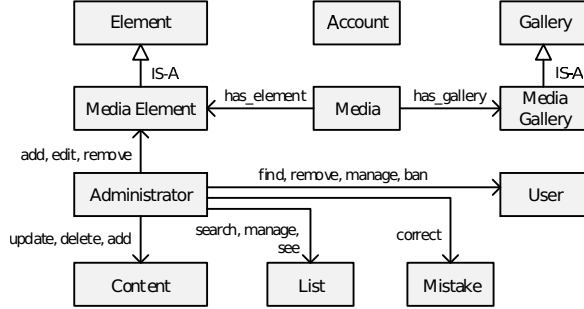 Element
Account
Gallery
IS-A
IS-A
Media Element
has_element
Media
has_gallery
Media
Gallery
add, edit, remove
find, remove, manage, ban
Administrator
User
update, delete, add
search, manage,
see
correct
Content
List
Mistake